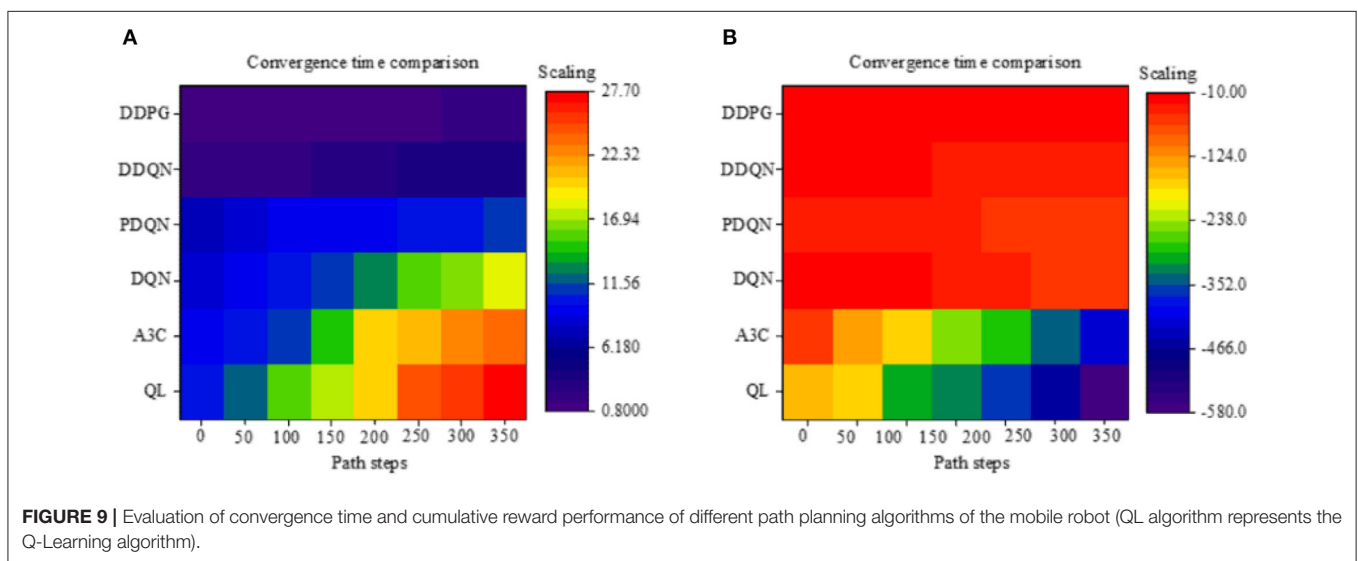 A
Convergence time comparison
Scaling
DDPG
DDQN
PDQN
DQN
A3C
QL
27.70
22.32
16.94
11.56
6.180
0.8000
0 50 100 150 200 250 300 350
Path steps
B
Convergence time comparison
Scaling
DDPG
DDQN
PDQN
DQN
A3C
QL
-10.00
-124.0
-238.0
-352.0
-466.0
-580.0
0 50 100 150 200 250 300 350
Path steps
FIGURE 9 | Evaluation of convergence time and cumulative reward performance of different path planning algorithms of the mobile robot (QL algorithm represents the
Q-Learning algorithm).